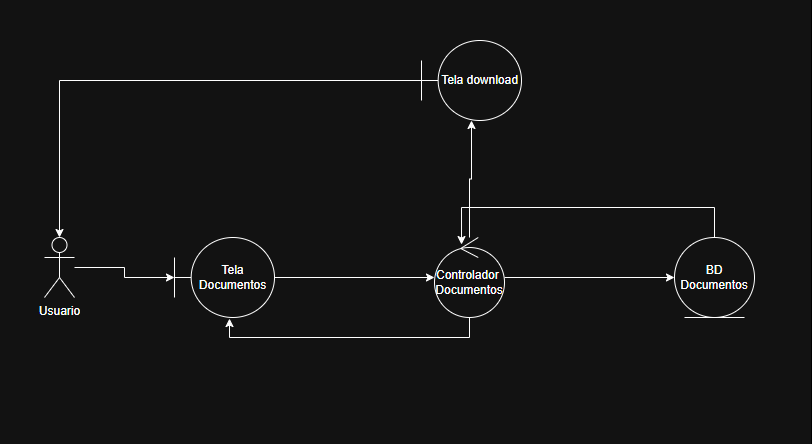 Tela download
Tela
Documentos
Controlador
Documentos
BD
Documentos
Usuario